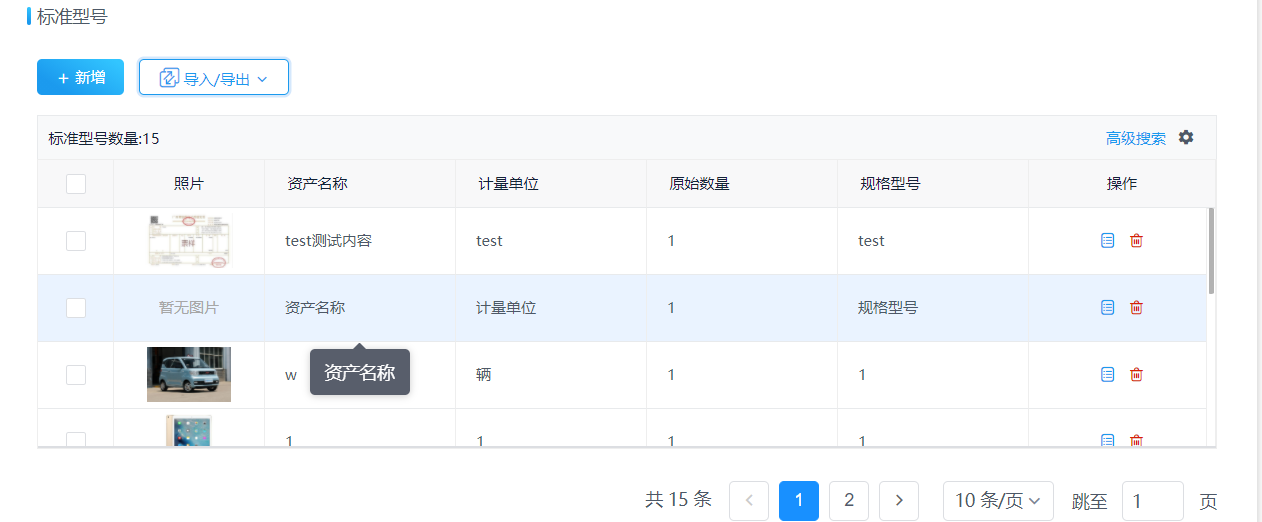 标准型号
+ 新增 导入/导出
标准型号数量:15 高级搜索
照片 资产名称 计量单位 原始数量 规格型号 操作
test测试内容 test 1 test
暂无图片 资产名称 计量单位 1 规格型号
w 资产名称 辆 1 1
1 1 1 1
共 15 条 1 2 10 条/页 跳至 1 页